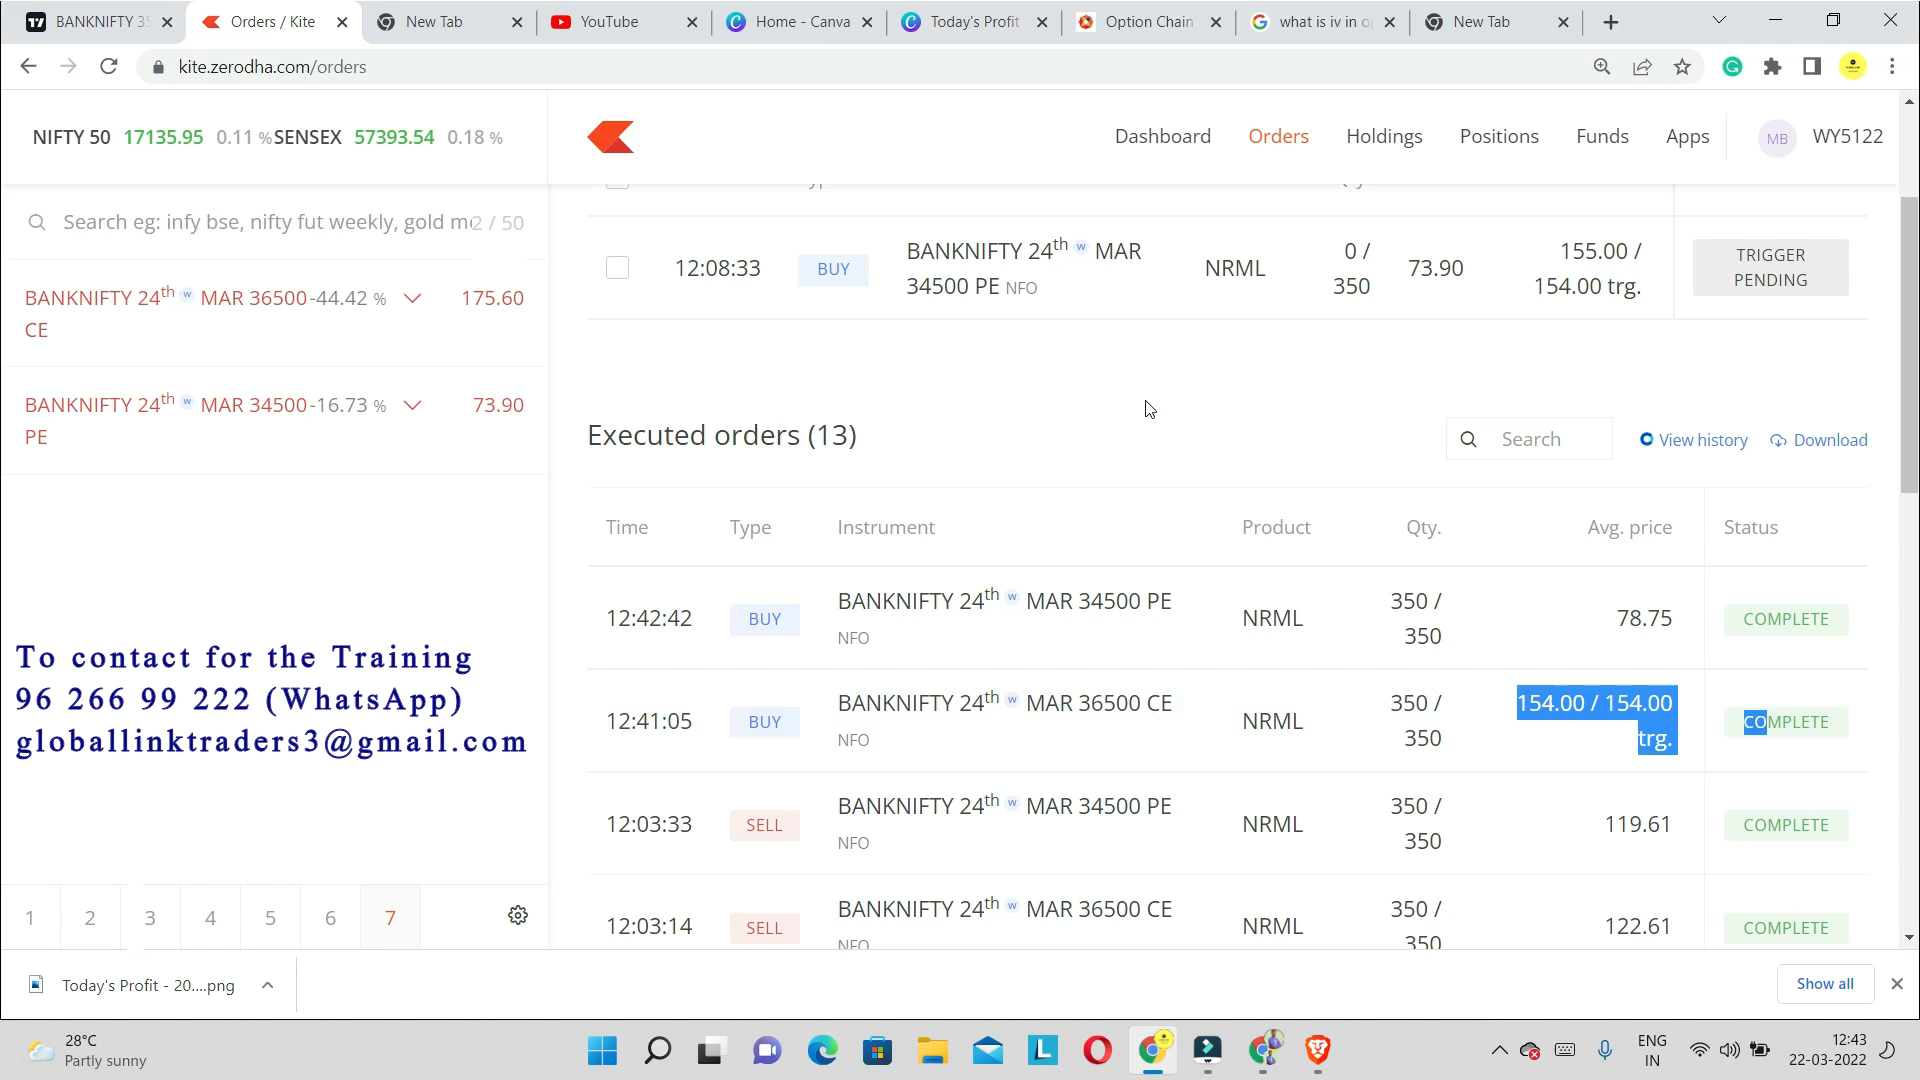 BANKNIFTY 35
Orders / Kite
New Tab
YouTube
Home - Canva
Today's Profit
Option Chain
what is iv in o
New Tab
kite.zerodha.com/orders
NIFTY 50 17135.95 0.11 % SENSEX 57393.54 0.18 %
Dashboard Orders Holdings Positions Funds Apps MB WY5122
Search eg: infy bse, nifty fut weekly, gold m 2 / 50
BANKNIFTY 24th w MAR 36500 CE -44.42 % 175.60
BANKNIFTY 24th w MAR 34500 PE -16.73 % 73.90
To contact for the Training
96 266 99 222 (WhatsApp)
globallinktraders3@gmail.com
1 2 3 4 5 6 7
12:08:33 BUY BANKNIFTY 24th w MAR 34500 PE NFO NRML 0 / 350 73.90 155.00 / 154.00 trg. TRIGGER PENDING
Executed orders (13)
Search View history Download
Time Type Instrument Product Qty. Avg. price Status
12:42:42 BUY BANKNIFTY 24th w MAR 34500 PE NFO NRML 350 / 350 78.75 COMPLETE
12:41:05 BUY BANKNIFTY 24th w MAR 36500 CE NFO NRML 350 / 350 154.00 / 154.00 trg. COMPLETE
12:03:33 SELL BANKNIFTY 24th w MAR 34500 PE NFO NRML 350 / 350 119.61 COMPLETE
12:03:14 SELL BANKNIFTY 24th w MAR 36500 CE NFO NRML 350 / 350 122.61 COMPLETE
Today's Profit - 20....png
Show all
28°C
Partly sunny
ENG
IN
12:43
22-03-2022